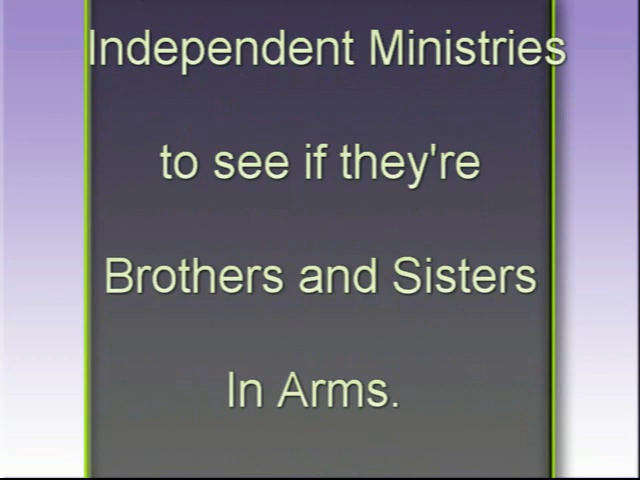 Independent Ministries
to see if they're
Brothers and Sisters
In Arms.